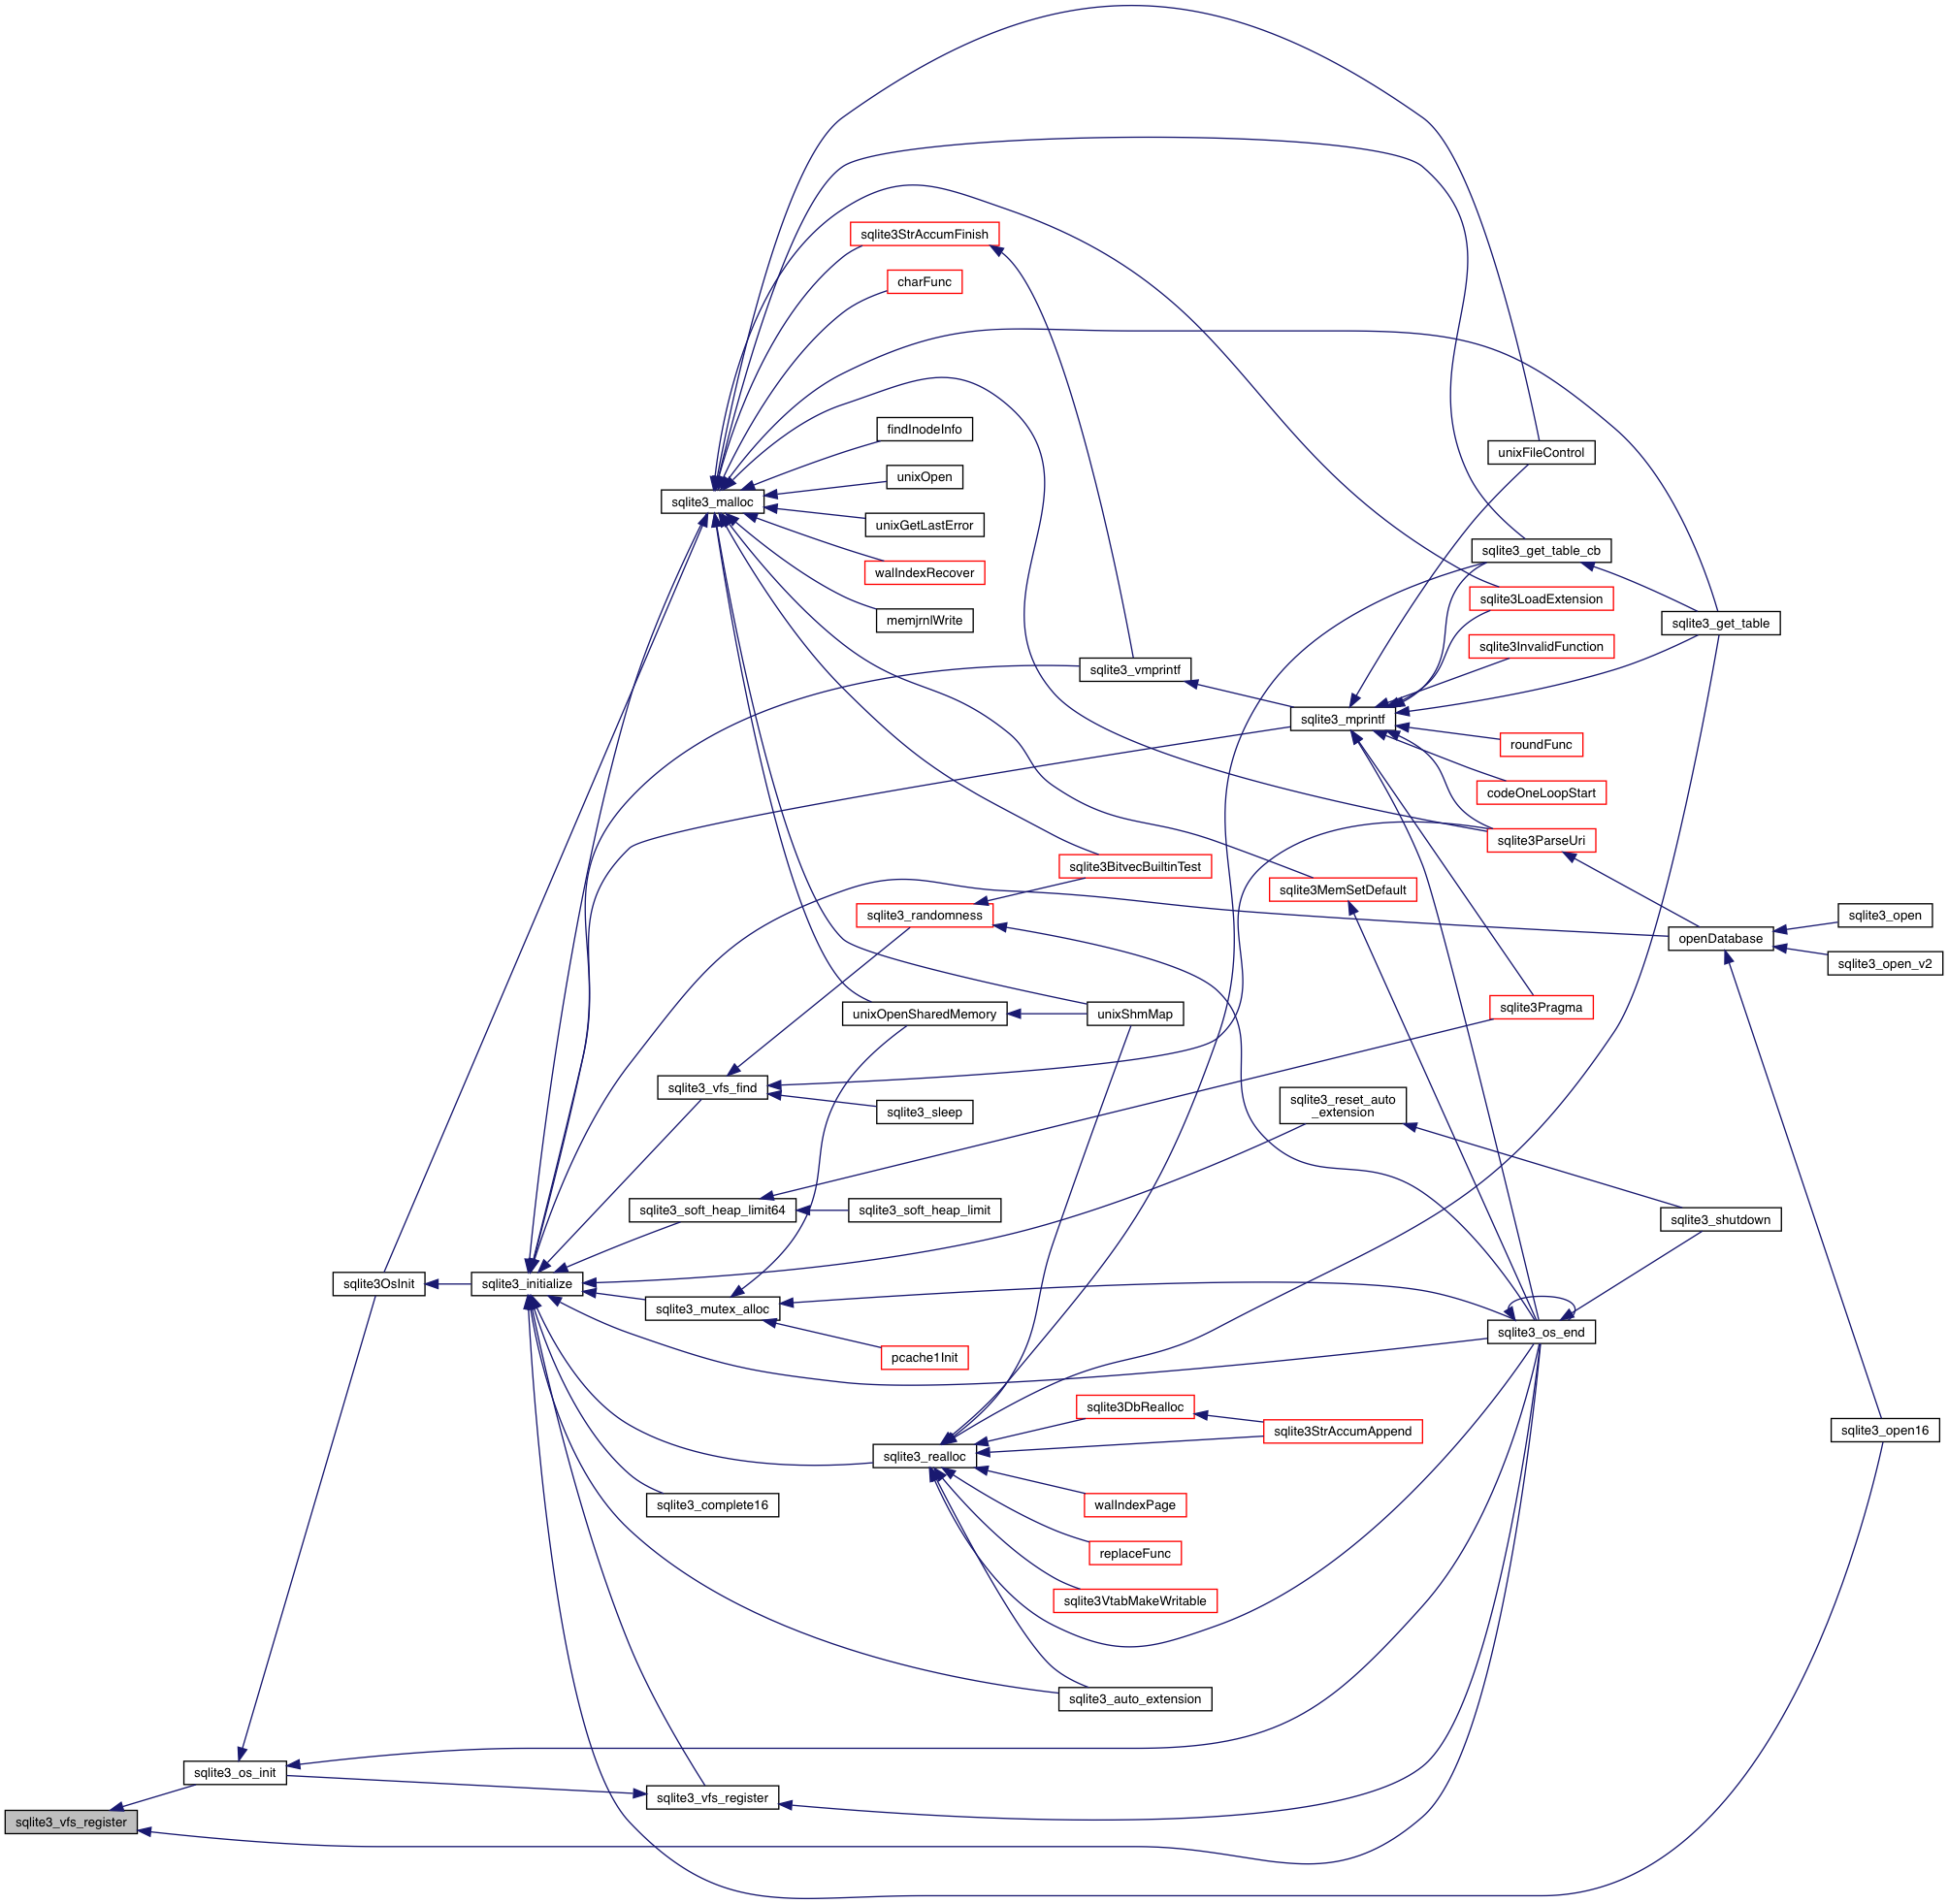 sqlite3StrAccumFinish
charFunc
findInodeInfo
unixFileControl
unixOpen
sqlite3_malloc
unixGetLastError
sqlite3_get_table_cb
walIndexRecover
sqlite3LoadExtension
memjrnlWrite
sqlite3_get_table
sqlite3InvalidFunction
sqlite3_vmprintf
sqlite3_mprintf
roundFunc
codeOneLoopStart
sqlite3ParseUri
sqlite3BitvecBuiltinTest
sqlite3MemSetDefault
sqlite3_randomness
sqlite3_open
openDatabase
sqlite3_open_v2
sqlite3Pragma
unixOpenSharedMemory
unixShmMap
sqlite3_vfs_find
sqlite3_reset_auto
_extension
sqlite3_sleep
sqlite3_soft_heap_limit64
sqlite3_soft_heap_limit
sqlite3_shutdown
sqlite3OsInit
sqlite3_initialize
sqlite3_mutex_alloc
sqlite3_os_end
pcache1Init
sqlite3DbRealloc
sqlite3StrAccumAppend
sqlite3_open16
sqlite3_realloc
sqlite3_complete16
walIndexPage
replaceFunc
sqlite3VtabMakeWritable
sqlite3_auto_extension
sqlite3_os_init
sqlite3_vfs_register
sqlite3_vfs_register